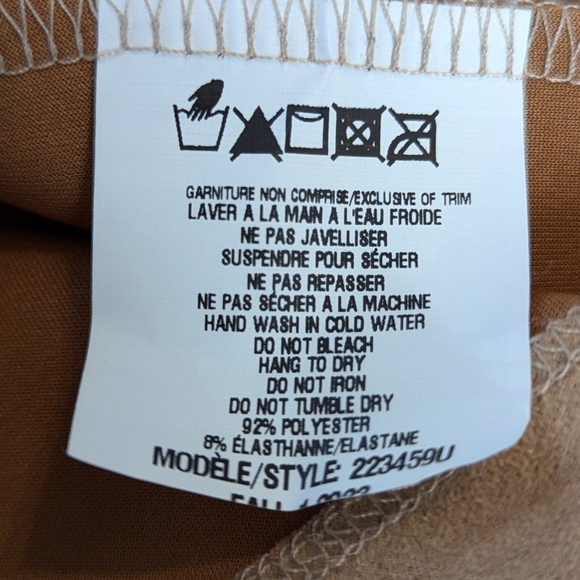 GARNITURE NON COMPRISE/EXCLUSIVE OF TRIM
LAVER A LA MAIN A L'EAU FROIDE
NE PAS JAVELLISER
SUSPENDRE POUR SÉCHER
NE PAS REPASSER
NE PAS SÉCHER A LA MACHINE
HAND WASH IN COLD WATER
DO NOT BLEACH
HANG TO DRY
DO NOT IRON
DO NOT TUMBLE DRY
92% POLYESTER
8% ÉLASTHANNE/ELASTANE
MODÈLE/STYLE: 223459U
FALL